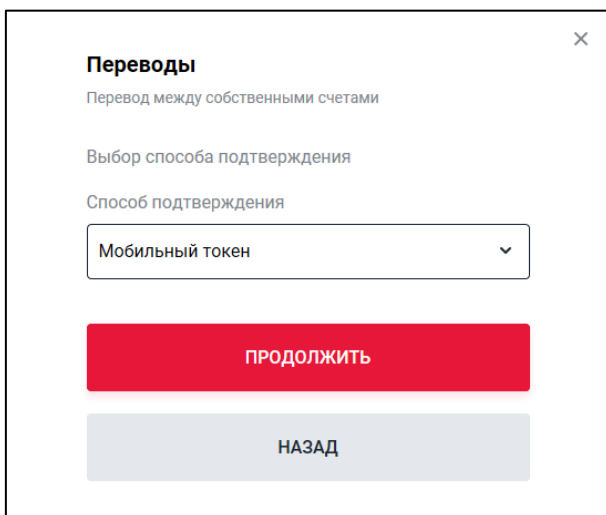 Переводы
Перевод между собственными счетами
Выбор способа подтверждения
Способ подтверждения
Мобильный токен
ПРОДОЛЖИТЬ
НАЗАД